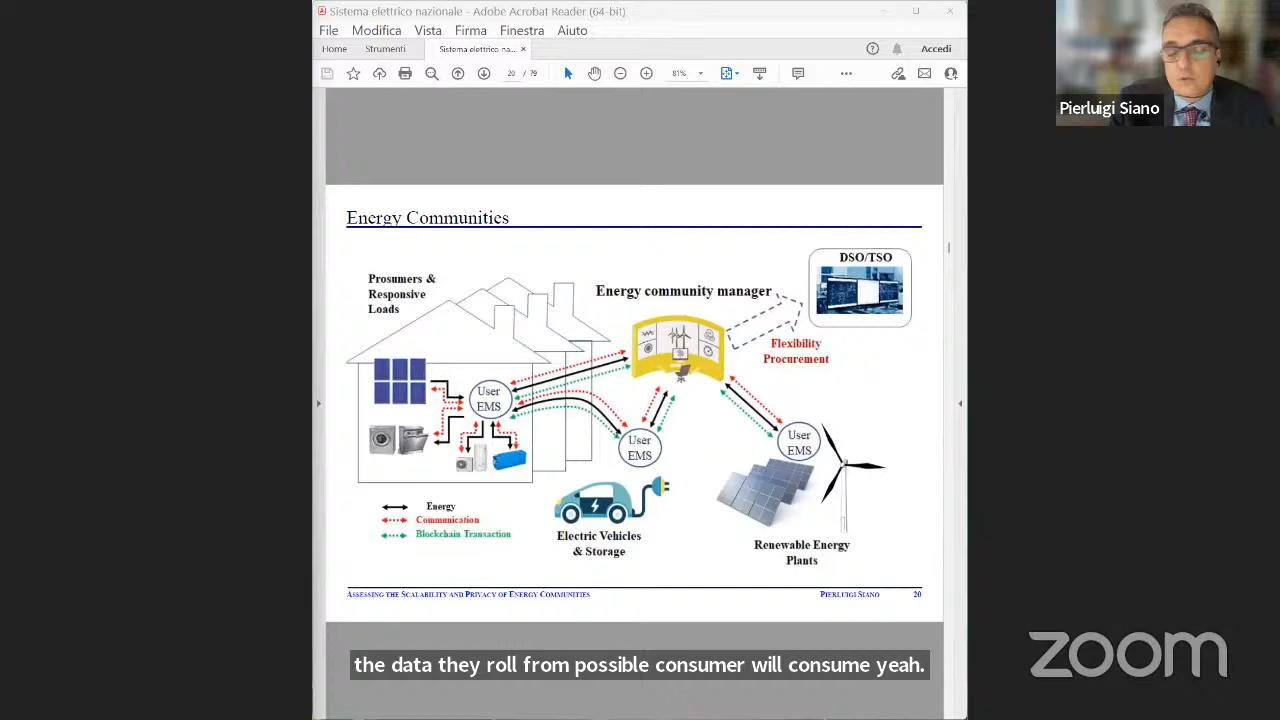 Sistema elettrico nazionale - Adobe Acrobat Reader (64-bit)
File Modifica Vista Firma Finestra Aiuto
Home Strumenti Sistema elettrico na... × Accedi
20 / 79 81%
Pierluigi Siano
Energy Communities
Prosumers &
Responsive
Loads
Energy community manager
DSO/TSO
Flexibility
Procurement
User
EMS
User
EMS
User
EMS
Energy
Communication
Blockchain Transaction
Electric Vehicles
& Storage
Renewable Energy
Plants
ASSESSING THE SCALABILITY AND PRIVACY OF ENERGY COMMUNITIES PIERLUIGI SIANO 20
the data they roll from possible consumer will consume yeah.
zoom